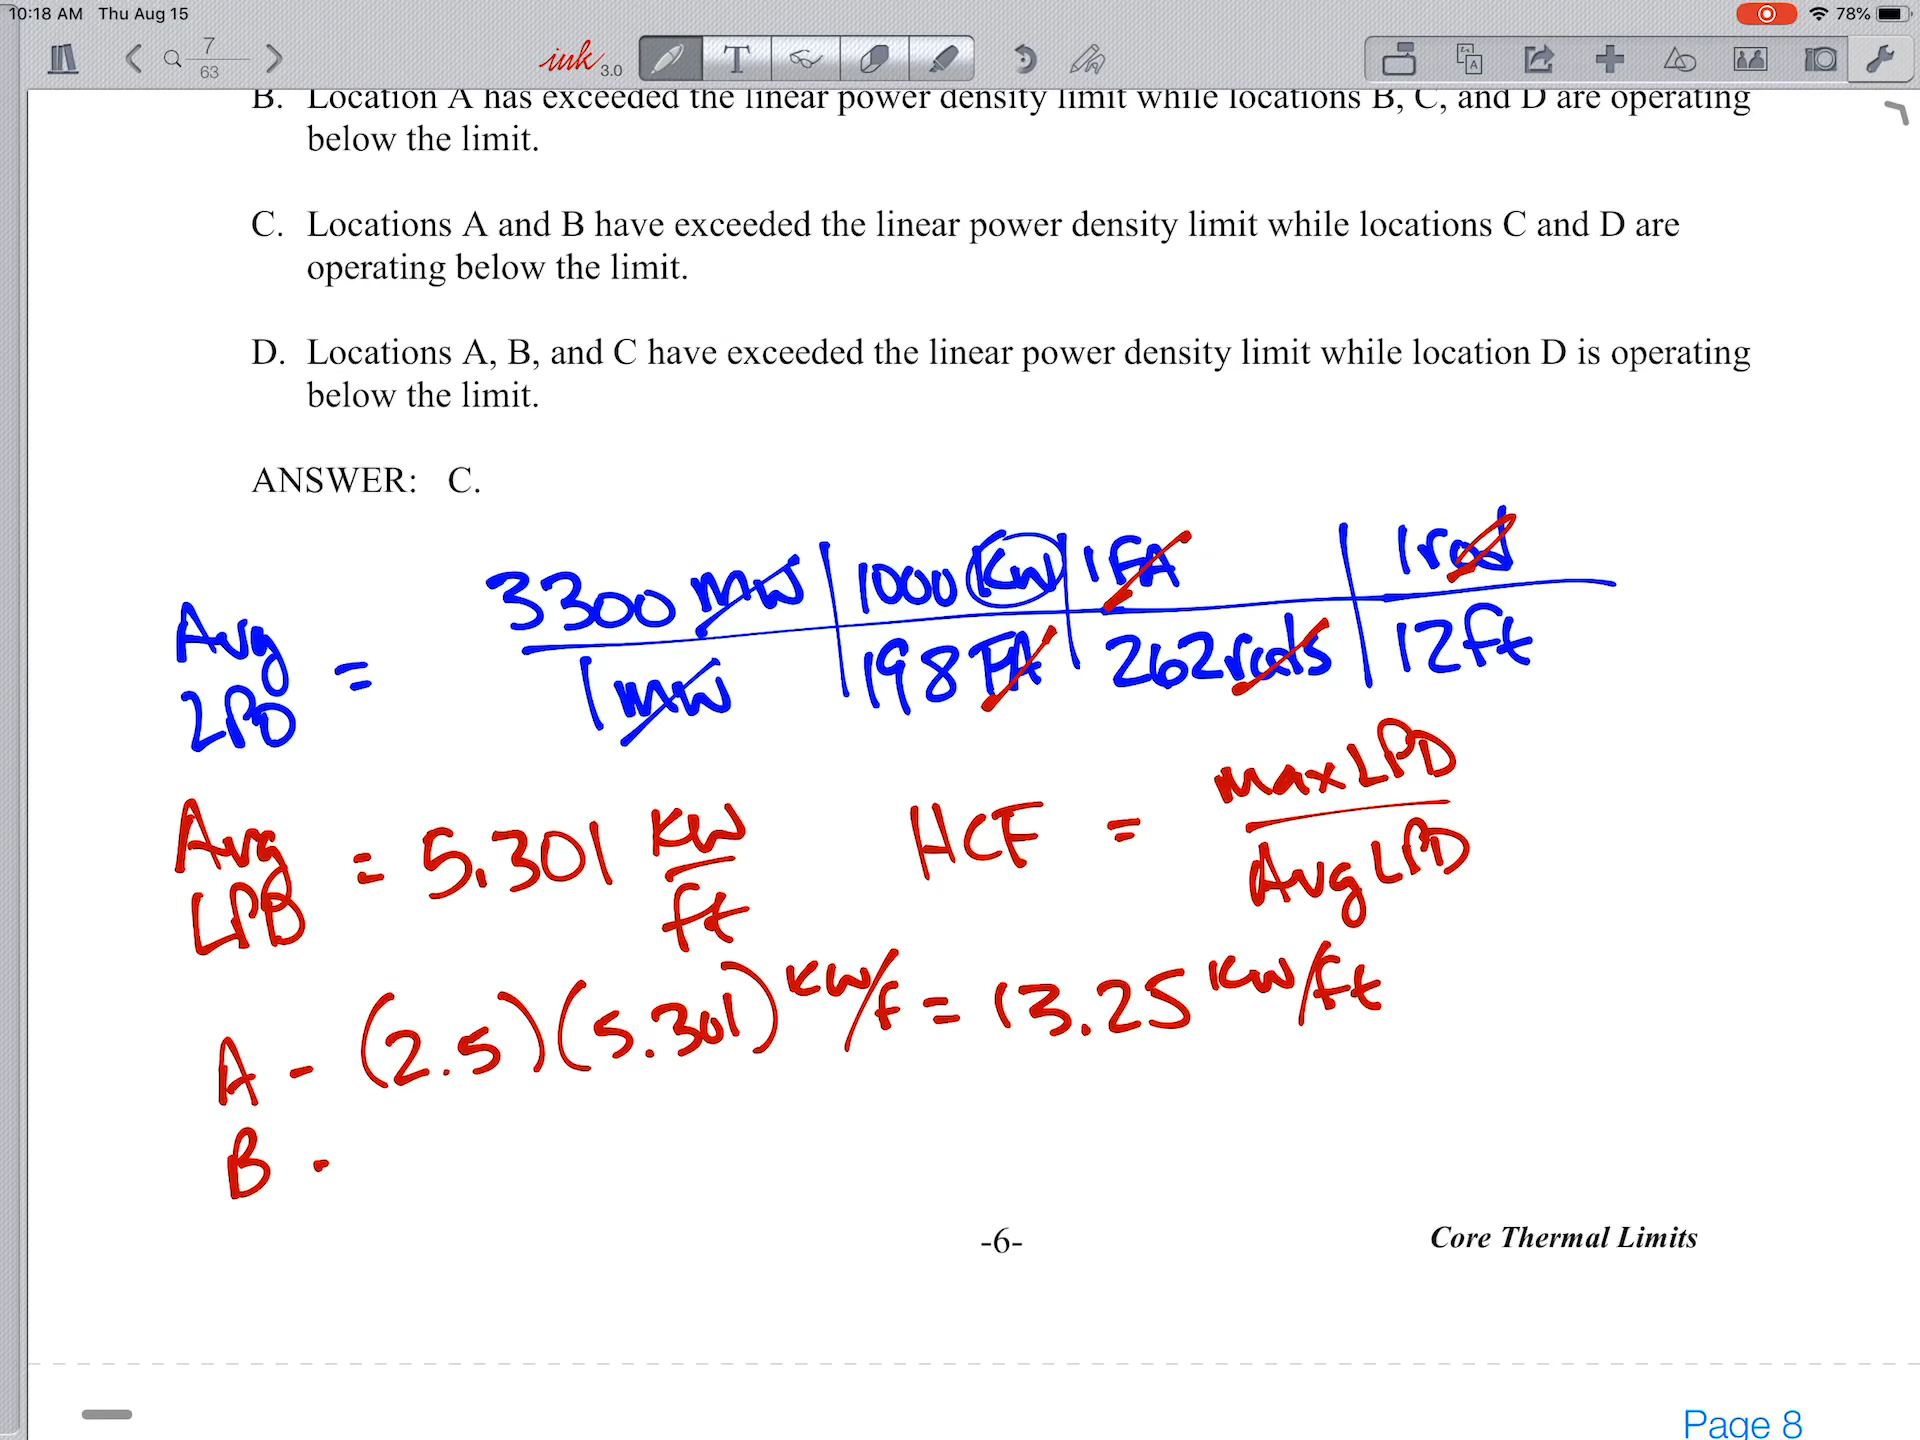 10:18 AM Thu Aug 15
78%
7
63
ink 3.0
T
B. Location A has exceeded the linear power density limit while locations B, C, and D are operating
below the limit.
C. Locations A and B have exceeded the linear power density limit while locations C and D are
operating below the limit.
D. Locations A, B, and C have exceeded the linear power density limit while location D is operating
below the limit.
ANSWER: C.
Avg LPD = 3300 MW | 1000 KW | 1 FA | 1 rod
1 MW | 198 FA | 262 rods | 12 ft
Avg LPD = 5.301 KW/ft HCF = max LPD / Avg LPD
A - (2.5)(5.301) KW/f = 13.25 KW/ft
B -
-6- Core Thermal Limits
Page 8